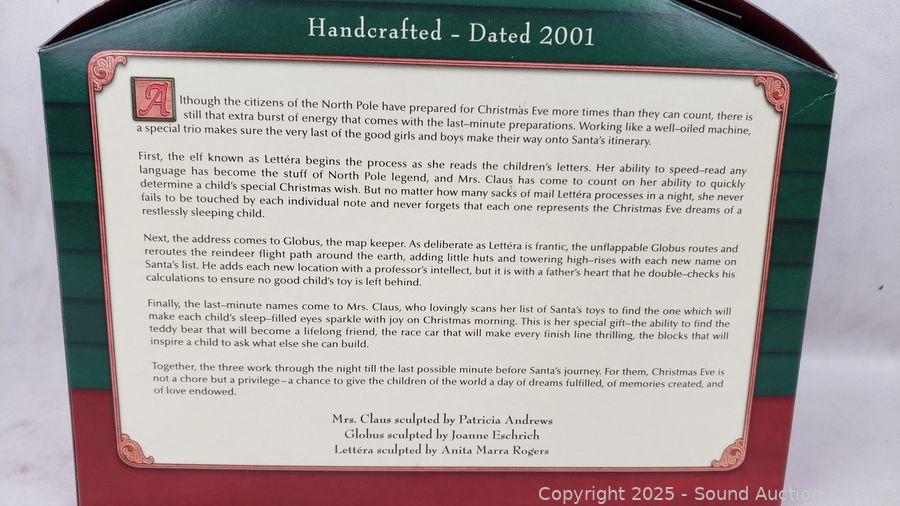 Handcrafted – Dated 2001
Although the citizens of the North Pole have prepared for Christmas Eve more times than they can count, there is
still that extra burst of energy that comes with the last–minute preparations. Working like a well–oiled machine,
a special trio makes sure the very last of the good girls and boys make their way onto Santa's itinerary.
First, the elf known as Lettéra begins the process as she reads the children's letters. Her ability to speed–read any
language has become the stuff of North Pole legend, and Mrs. Claus has come to count on her ability to quickly
determine a child's special Christmas wish. But no matter how many sacks of mail Lettéra processes in a night, she never
fails to be touched by each individual note and never forgets that each one represents the Christmas Eve dreams of a
restlessly sleeping child.
Next, the address comes to Globus, the map keeper. As deliberate as Lettéra is frantic, the unflappable Globus routes and
reroutes the reindeer flight path around the earth, adding little huts and towering high–rises with each new name on
Santa's list. He adds each new location with a professor's intellect, but it is with a father's heart that he double–checks his
calculations to ensure no good child's toy is left behind.
Finally, the last–minute names come to Mrs. Claus, who lovingly scans her list of Santa's toys to find the one which will
make each child's sleep–filled eyes sparkle with joy on Christmas morning. This is her special gift–the ability to find the
teddy bear that will become a lifelong friend, the race car that will make every finish line thrilling, the blocks that will
inspire a child to ask what else she can build.
Together, the three work through the night till the last possible minute before Santa's journey. For them, Christmas Eve is
not a chore but a privilege – a chance to give the children of the world a day of dreams fulfilled, of memories created, and
of love endowed.
Mrs. Claus sculpted by Patricia Andrews
Globus sculpted by Joanne Eschrich
Lettéra sculpted by Anita Marra Rogers
Copyright 2025 - Sound Auction